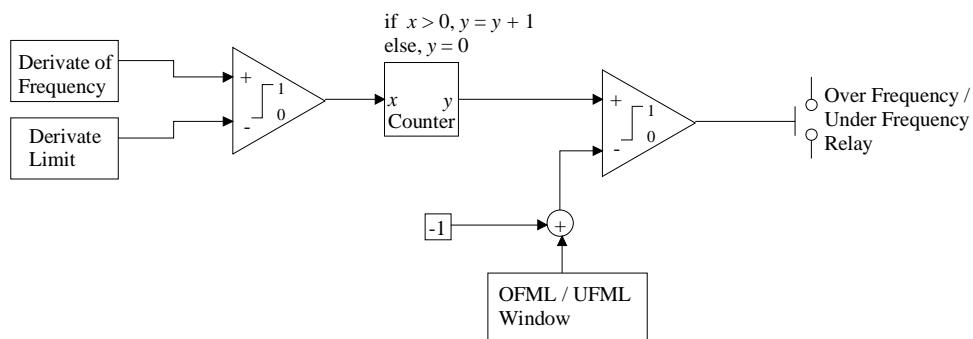 if x > 0, y = y + 1
else, y = 0
Derivate of
Frequency
+
1
0
-
Derivate
Limit
x y
Counter
+
1
0
-
Over Frequency /
Under Frequency
Relay
-1
+
OFML / UFML
Window